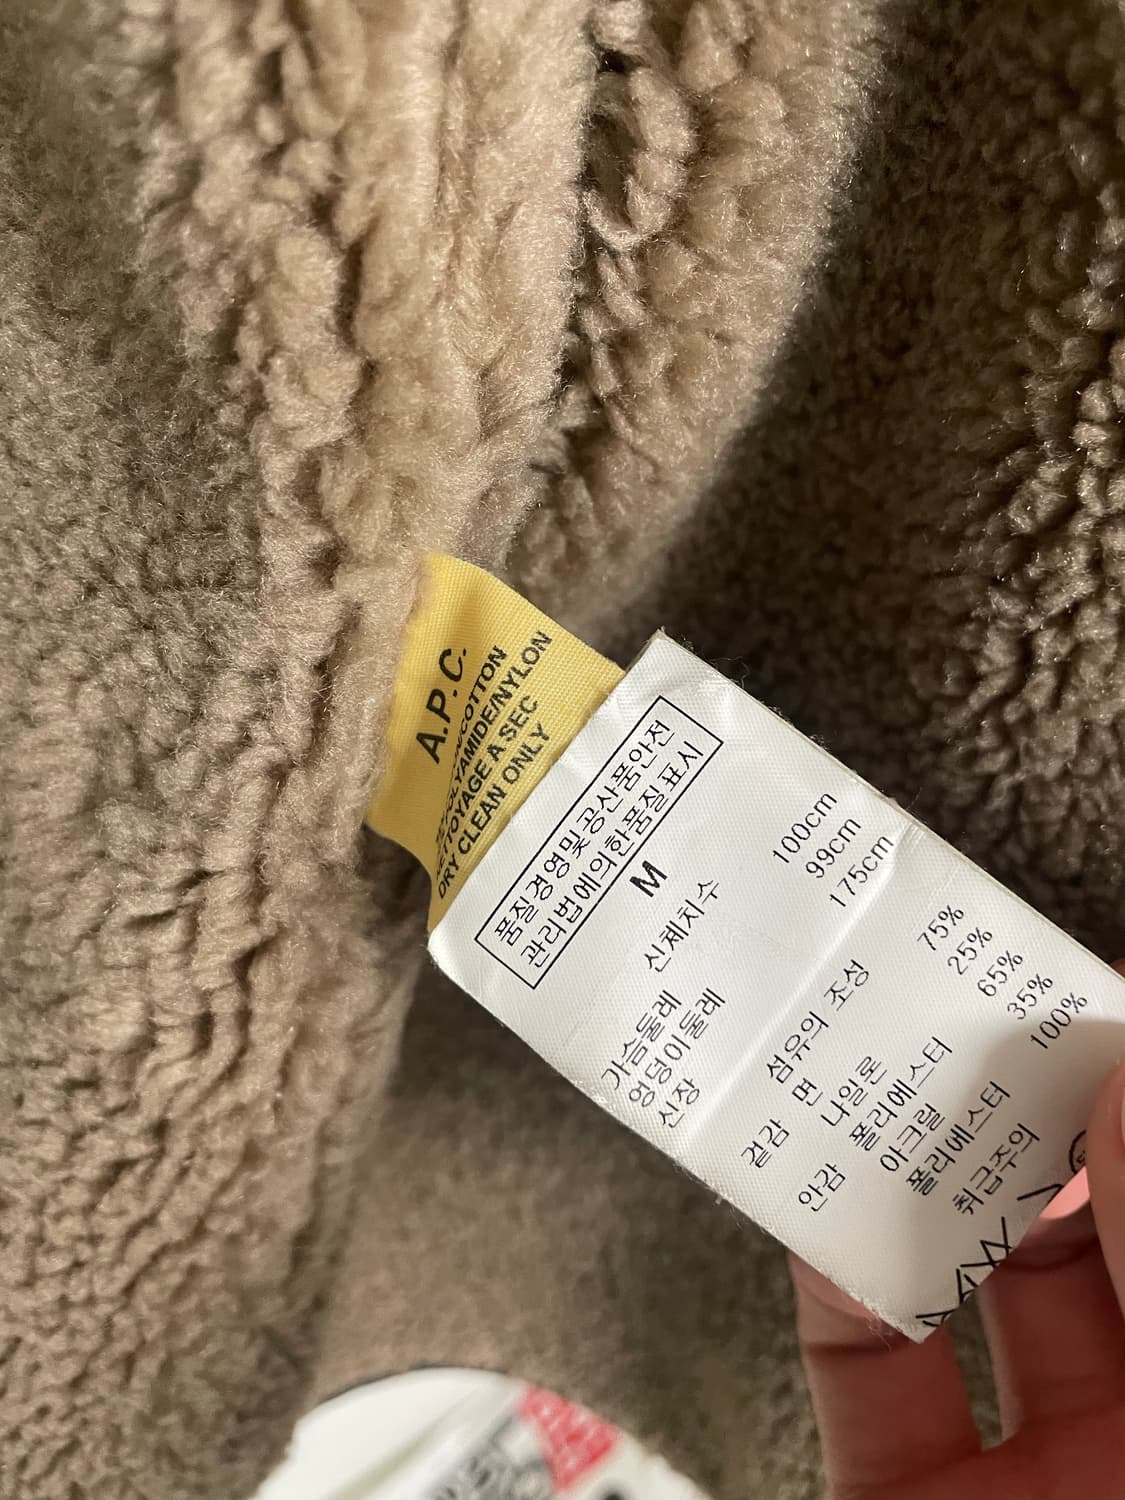 A.P.C.
COTTON
POLYAMIDE/NYLON
NETTOYAGE A SEC
DRY CLEAN ONLY
품질경영및공산품안전
관리법에의한품질표시
M
신체치수
가슴둘레 100cm
엉덩이둘레 99cm
신장 175cm
섬유의 조성
겉감 면 75%
나일론 25%
안감 폴리에스터 65%
아크릴 35%
폴리에스터 100%
취급주의